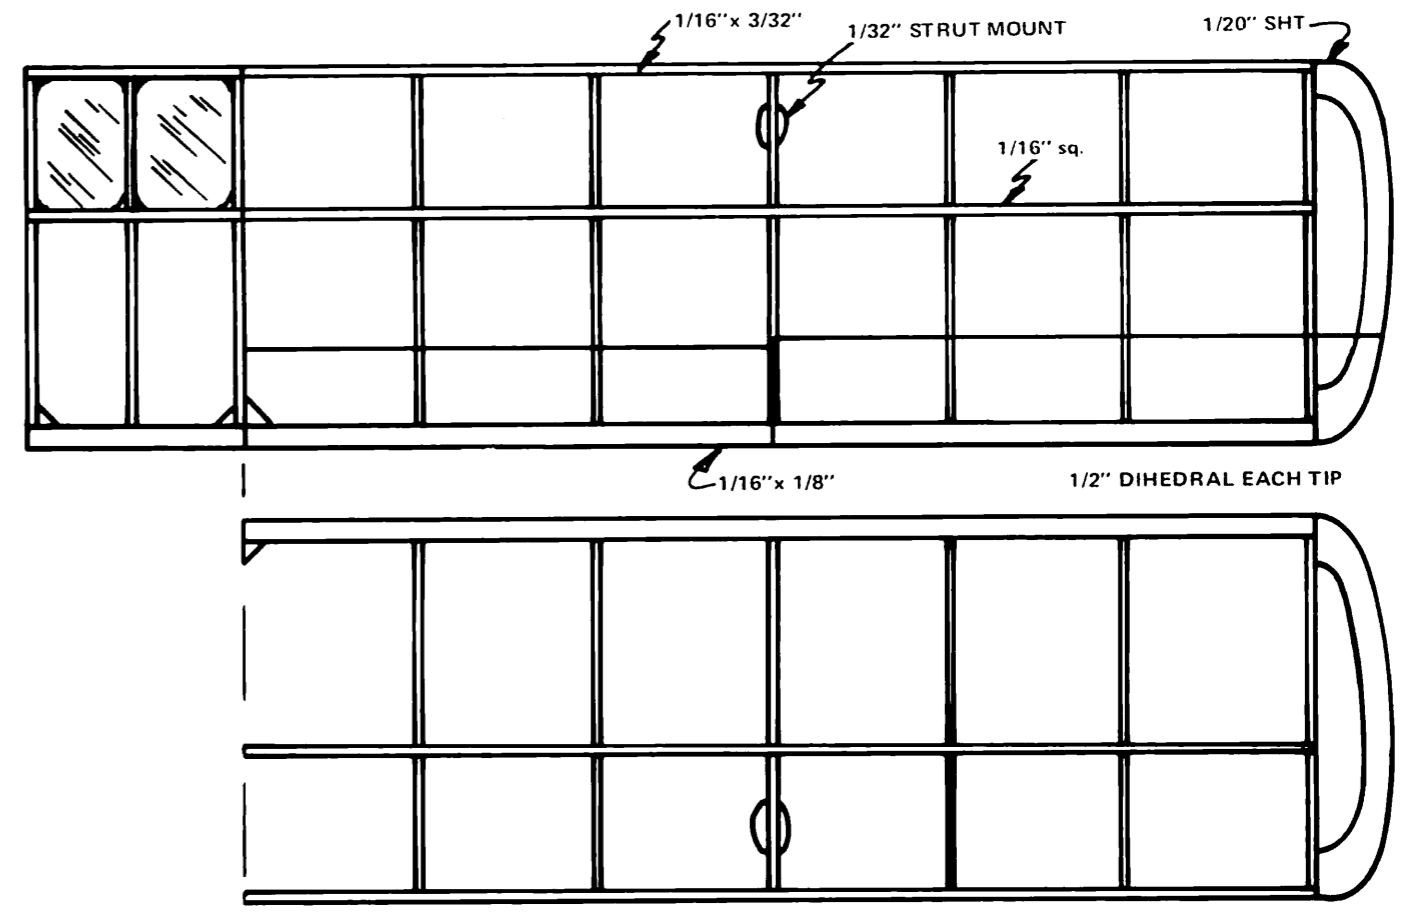 1/16"x 3/32"
1/32" STRUT MOUNT
1/20" SHT
1/16" sq.
1/16"x 1/8"
1/2" DIHEDRAL EACH TIP